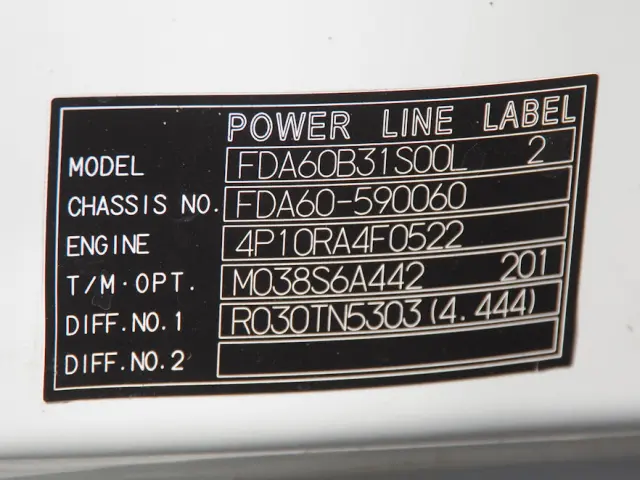 POWER LINE LABEL
MODEL FDA60B31S00L 2
CHASSIS NO. FDA60-590060
ENGINE 4P10RA4F0522
T/M·OPT. M038S6A442 201
DIFF.NO.1 R030TN5303(4.444)
DIFF.NO.2